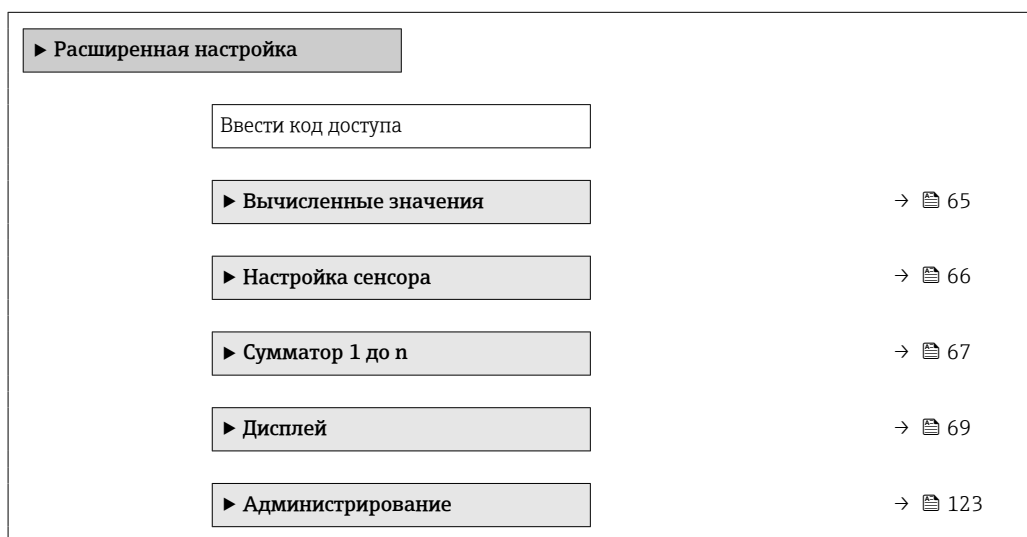 ▶ Расширенная настройка
Ввести код доступа
▶ Вычисленные значения → 65
▶ Настройка сенсора → 66
▶ Сумматор 1 до n → 67
▶ Дисплей → 69
▶ Администрирование → 123